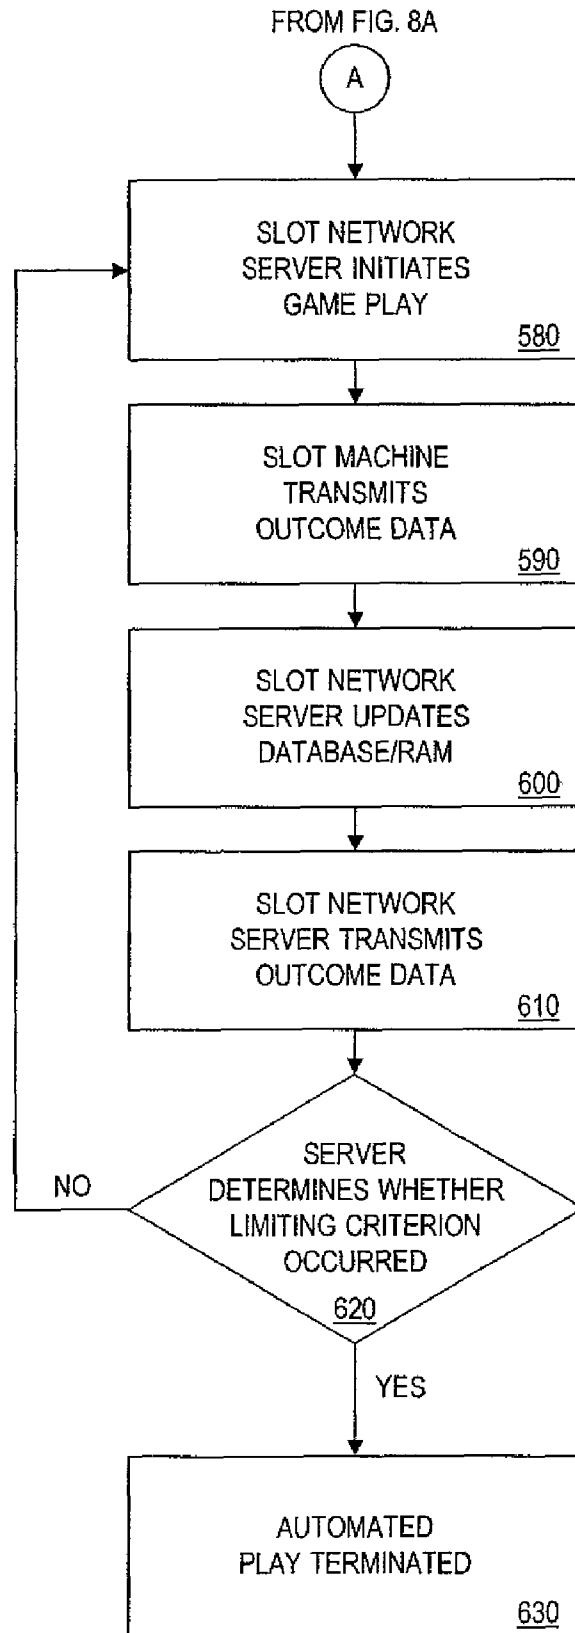 FROM FIG. 8A
A
SLOT NETWORK
SERVER INITIATES
GAME PLAY
580
SLOT MACHINE
TRANSMITS
OUTCOME DATA
590
SLOT NETWORK
SERVER UPDATES
DATABASE/RAM
600
SLOT NETWORK
SERVER TRANSMITS
OUTCOME DATA
610
SERVER
DETERMINES WHETHER
LIMITING CRITERION
OCCURRED
620
NO
YES
AUTOMATED
PLAY TERMINATED
630